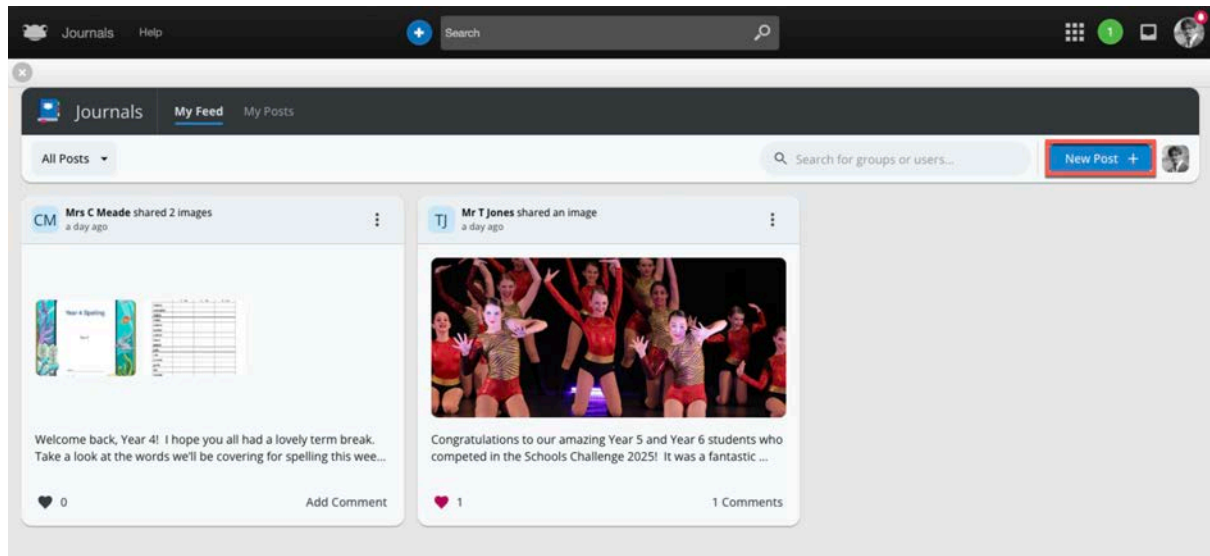 Journals Help Search 1
Journals My Feed My Posts
All Posts Search for groups or users... New Post +
CM Mrs C Meade shared 2 images
a day ago
TJ Mr T Jones shared an image
a day ago
Year 4 Spelling
Welcome back, Year 4! I hope you all had a lovely term break.
Take a look at the words we'll be covering for spelling this wee...
Congratulations to our amazing Year 5 and Year 6 students who
competed in the Schools Challenge 2025! It was a fantastic ...
0 Add Comment
1 1 Comments